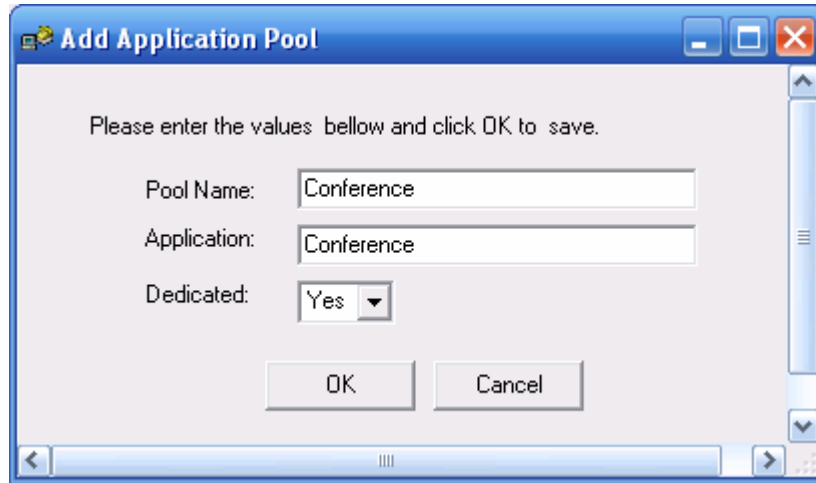 Add Application Pool
Please enter the values bellow and click OK to save.
Pool Name: Conference
Application: Conference
Dedicated: Yes
OK Cancel